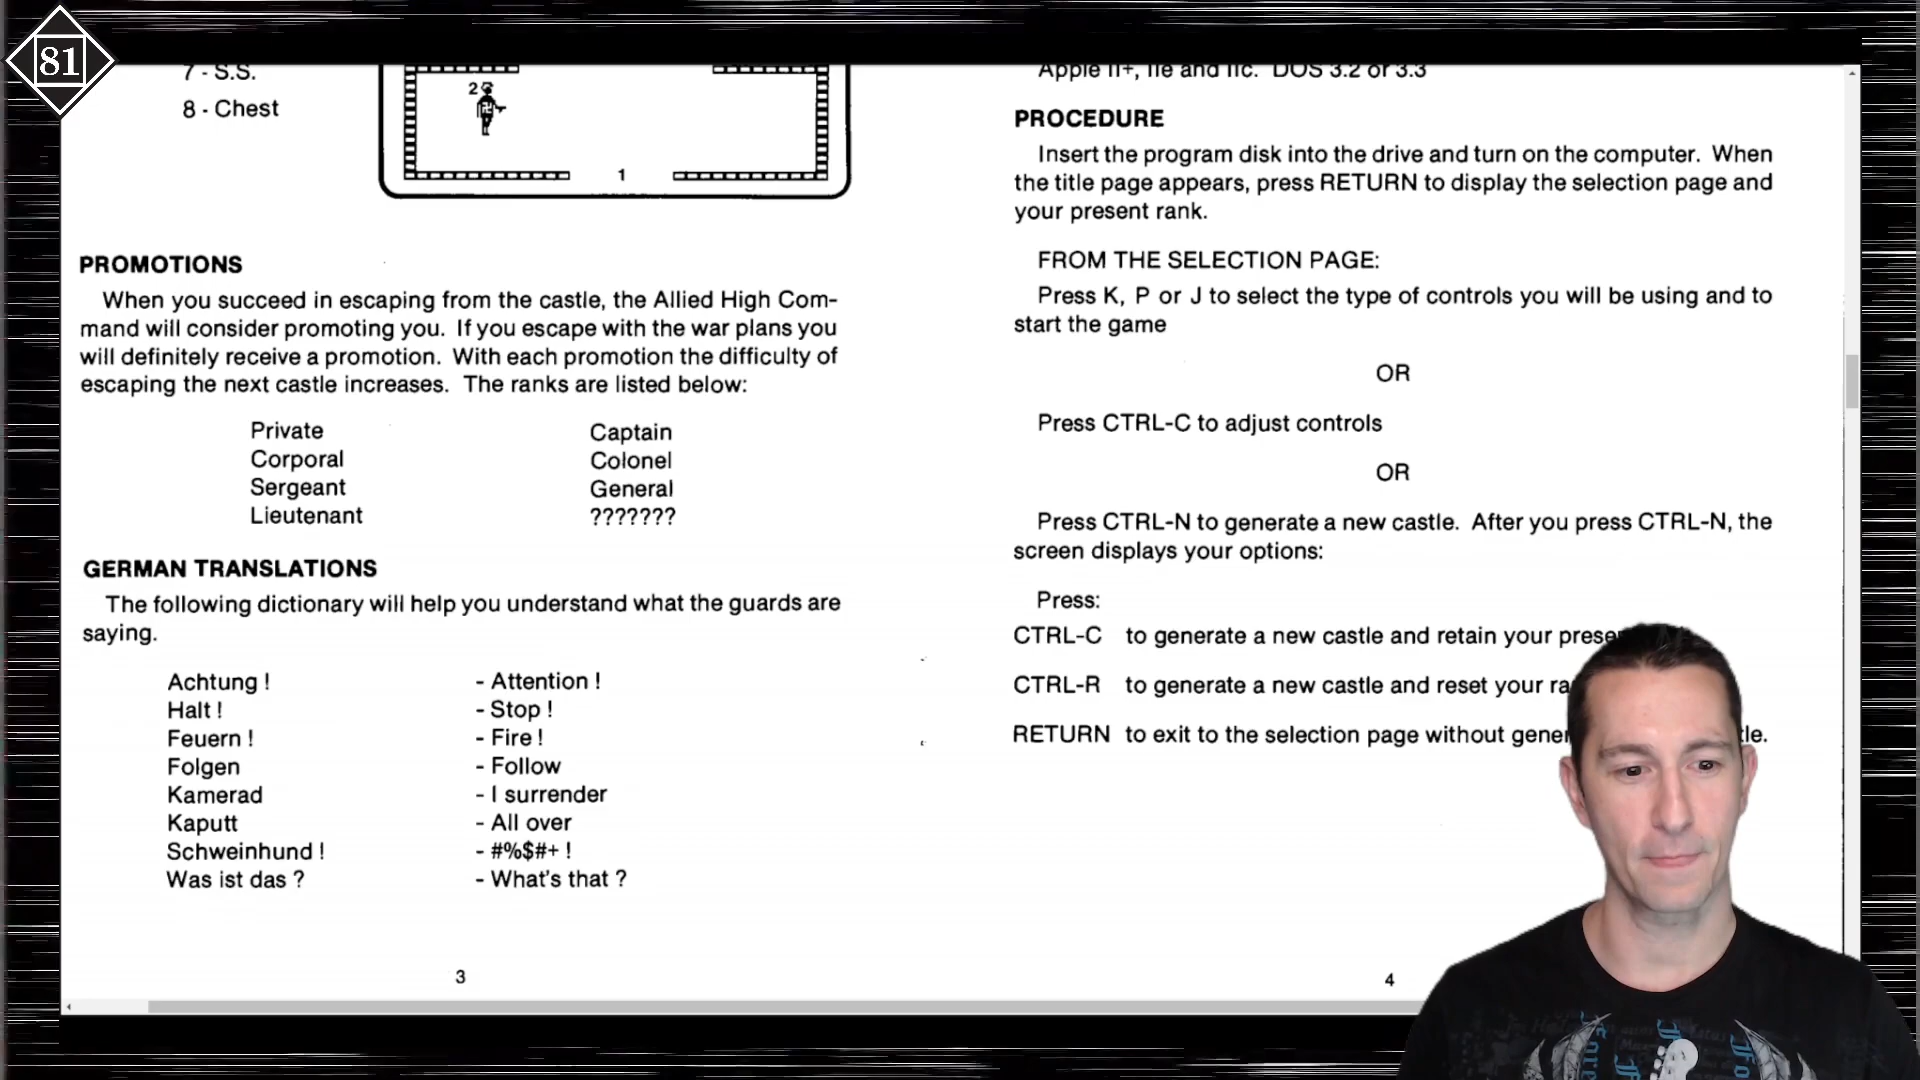 81
7 - S.S.
8 - Chest
2
1
PROMOTIONS
When you succeed in escaping from the castle, the Allied High Com-
mand will consider promoting you. If you escape with the war plans you
will definitely receive a promotion. With each promotion the difficulty of
escaping the next castle increases. The ranks are listed below:
Private Captain
Corporal Colonel
Sergeant General
Lieutenant ???????
GERMAN TRANSLATIONS
The following dictionary will help you understand what the guards are
saying.
Achtung ! - Attention !
Halt ! - Stop !
Feuern ! - Fire !
Folgen - Follow
Kamerad - I surrender
Kaputt - All over
Schweinhund ! - #%$#+ !
Was ist das ? - What's that ?
3
Apple II+, IIe and IIc. DOS 3.2 or 3.3
PROCEDURE
Insert the program disk into the drive and turn on the computer. When
the title page appears, press RETURN to display the selection page and
your present rank.
FROM THE SELECTION PAGE:
Press K, P or J to select the type of controls you will be using and to
start the game
OR
Press CTRL-C to adjust controls
OR
Press CTRL-N to generate a new castle. After you press CTRL-N, the
screen displays your options:
Press:
CTRL-C to generate a new castle and retain your
CTRL-R to generate a new castle and reset your
RETURN to exit to the selection page without
4